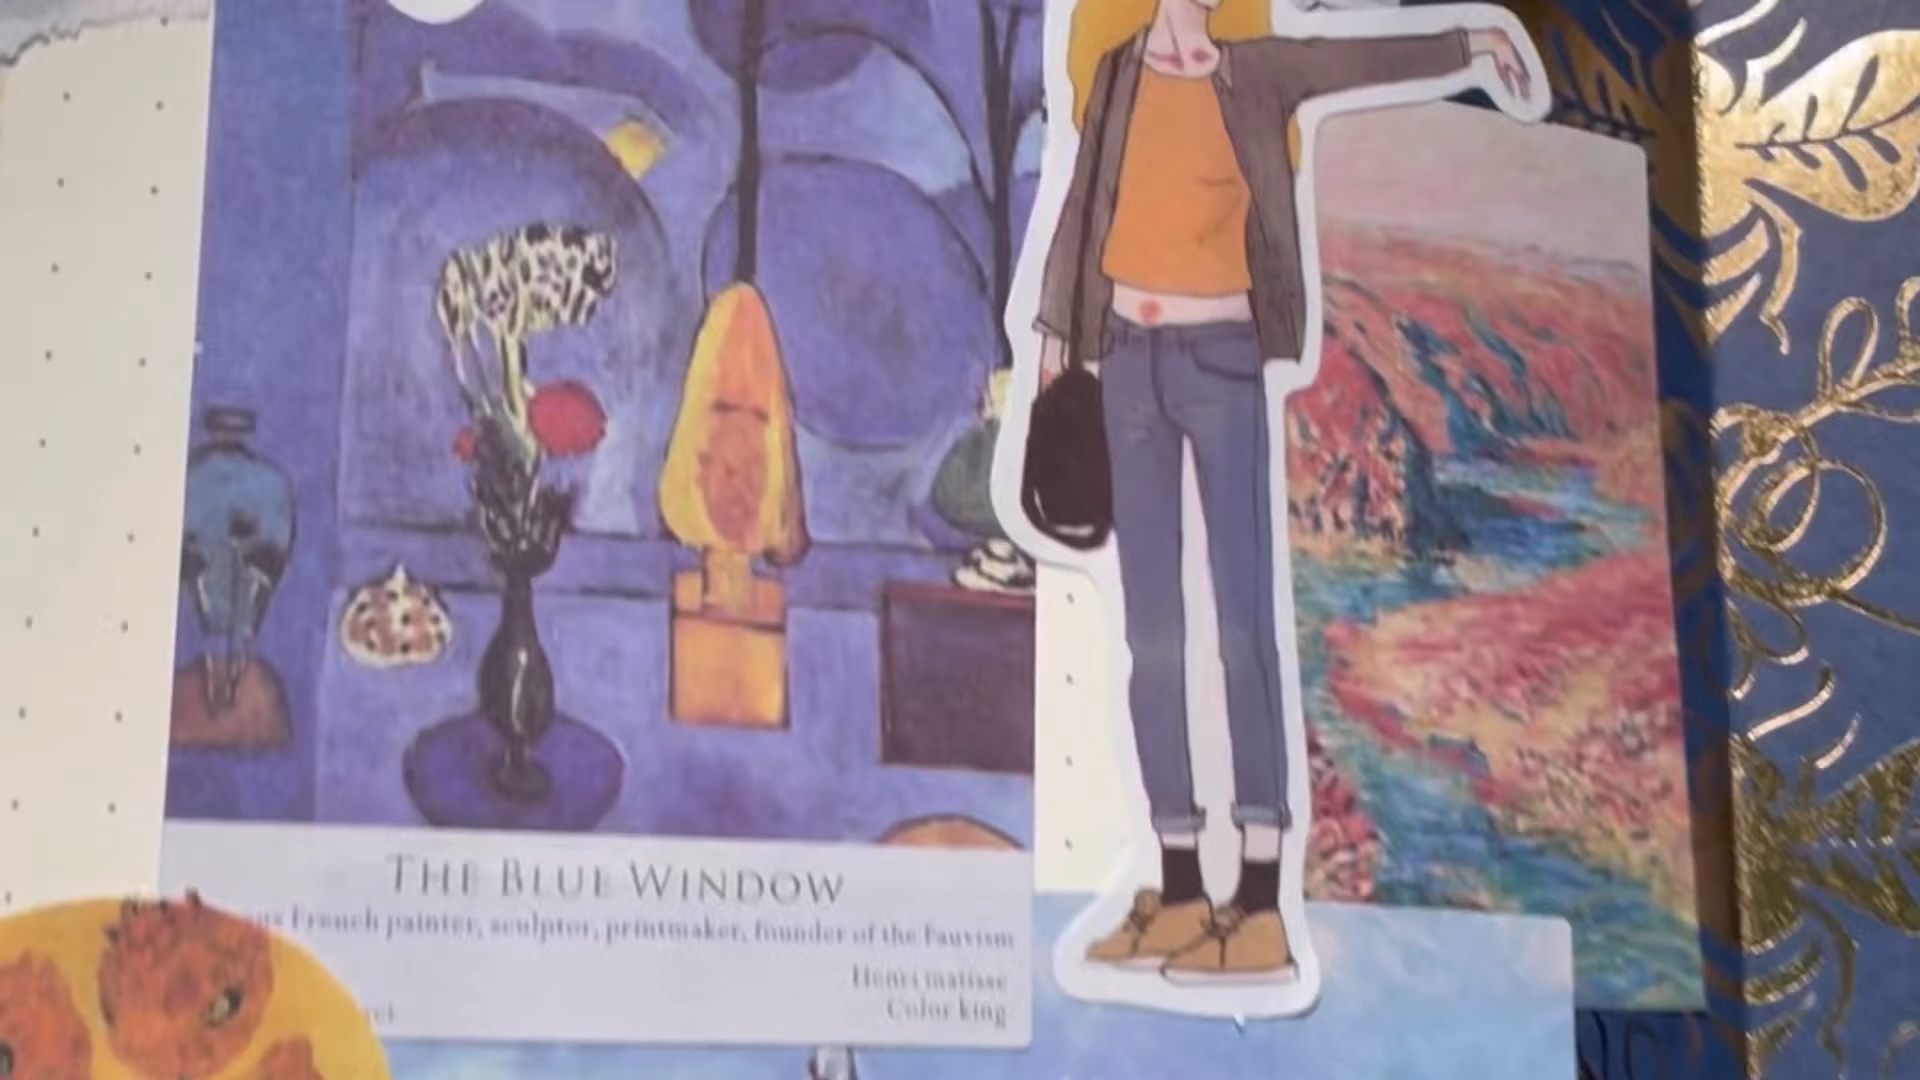 THE BLUE WINDOW
French painter, sculptor, printmaker, founder of the Fauvism
Henri matisse
Color king